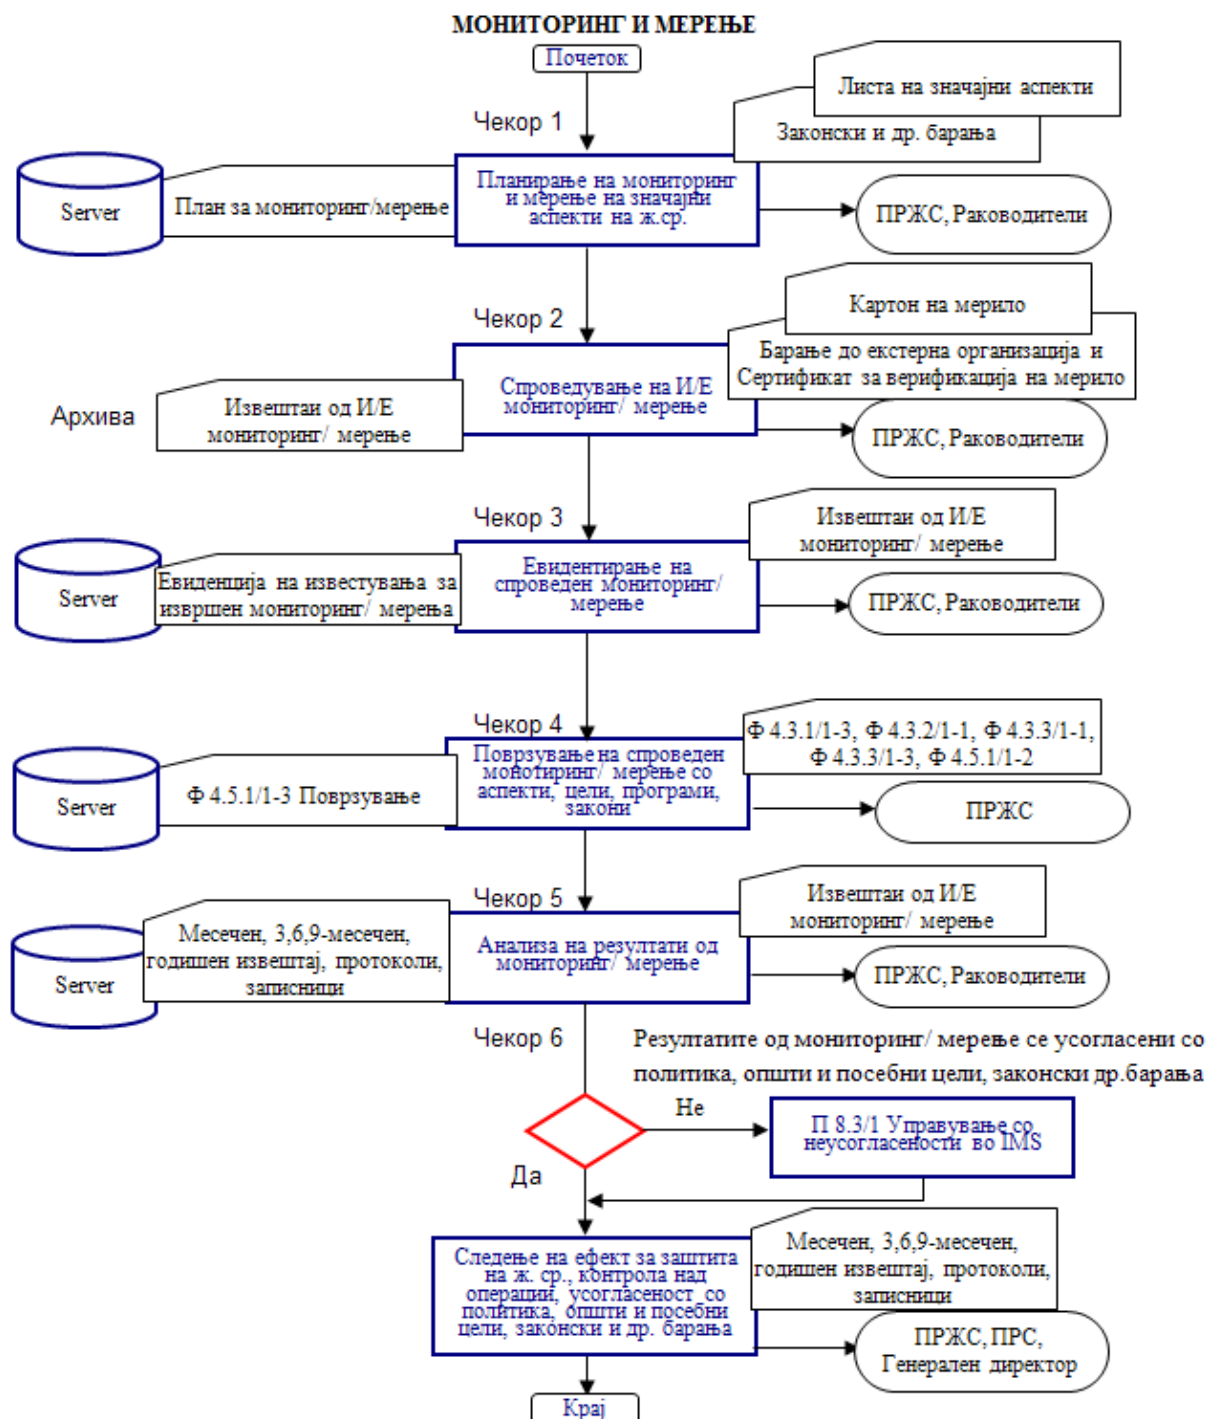 МОНИТОРИНГ И МЕРЕЊЕ
Почеток
Листа на значајни аспекти
Чекор 1
Законски и др. барања
Server
План за мониторинг/мерење
Планирање на мониторинг
и мерење на значајни
аспекти на ж.ср.
ПРЖС, Раководители
Чекор 2
Картон на мерило
Барање до екстерна организација и
Сертификат за верификација на мерило
Архива
Извештаи од И/Е
мониторинг/ мерење
Спроведување на И/Е
мониторинг/ мерење
ПРЖС, Раководители
Чекор 3
Извештаи од И/Е
мониторинг/ мерење
Server
Евиденција на известувања за
извршен мониторинг/ мерења
Евидентирање на
спроведен мониторинг/
мерење
ПРЖС, Раководители
Чекор 4
Ф 4.3.1/1-3, Ф 4.3.2/1-1, Ф 4.3.3/1-1,
Ф 4.3.3/1-3, Ф 4.5.1/1-2
Server
Ф 4.5.1/1-3 Поврзување
Поврзување на спроведен
монотиринг/ мерење со
аспекти, цели, програми,
закони
ПРЖС
Чекор 5
Извештаи од И/Е
мониторинг/ мерење
Server
Месечен, 3,6,9-месечен,
годишен извештај, протоколи,
записници
Анализа на резултати од
мониторинг/ мерење
ПРЖС, Раководители
Чекор 6
Резултатите од мониторинг/ мерење се усогласени со
политика, општи и посебни цели, законски др.барања
Не
П 8.3/1 Управување со
неусогласености во IMS
Да
Следење на ефект за заштита
на ж. ср., контрола над
операции, усогласеност со
политика, општи и посебни
цели, законски и др. барања
Месечен, 3,6,9-месечен,
годишен извештај, протоколи,
записници
ПРЖС, ПРС,
Генерален директор
Крај